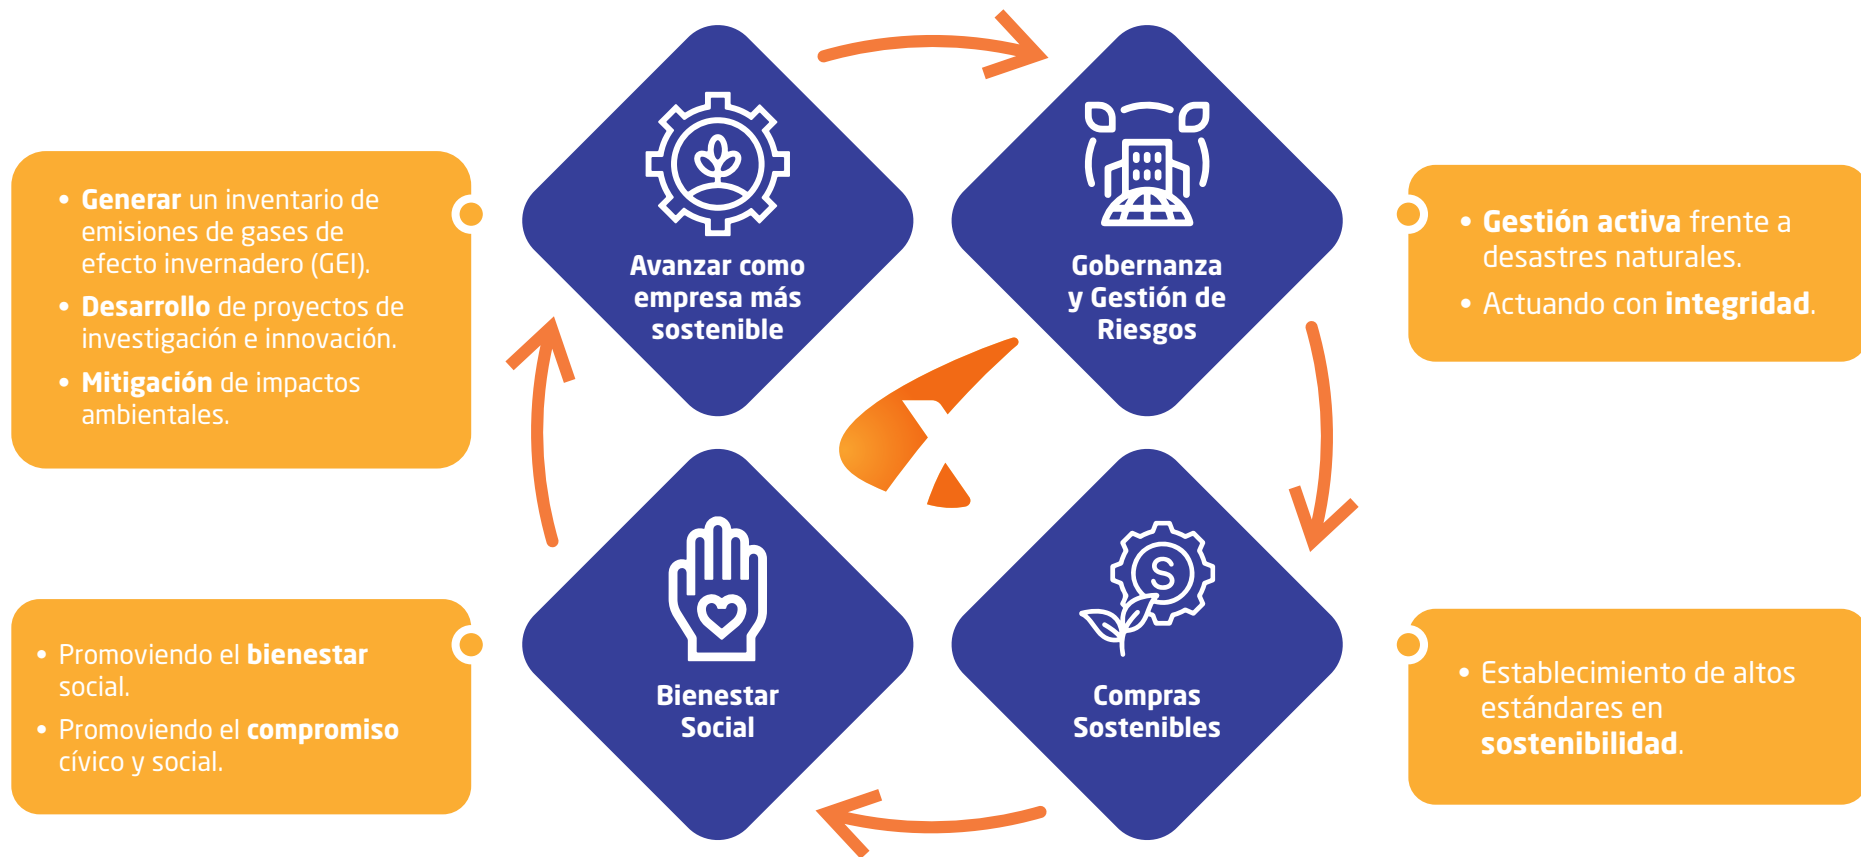 • Generar un inventario de
emisiones de gases de
efecto invernadero (GEI).
• Desarrollo de proyectos de
investigación e innovación.
• Mitigación de impactos
ambientales.
Avanzar como
empresa más
sostenible
Gobernanza
y Gestión de
Riesgos
• Gestión activa frente a
desastres naturales.
• Actuando con integridad.
• Promoviendo el bienestar
social.
• Promoviendo el compromiso
cívico y social.
Bienestar
Social
S
Compras
Sostenibles
• Establecimiento de altos
estándares en
sostenibilidad.